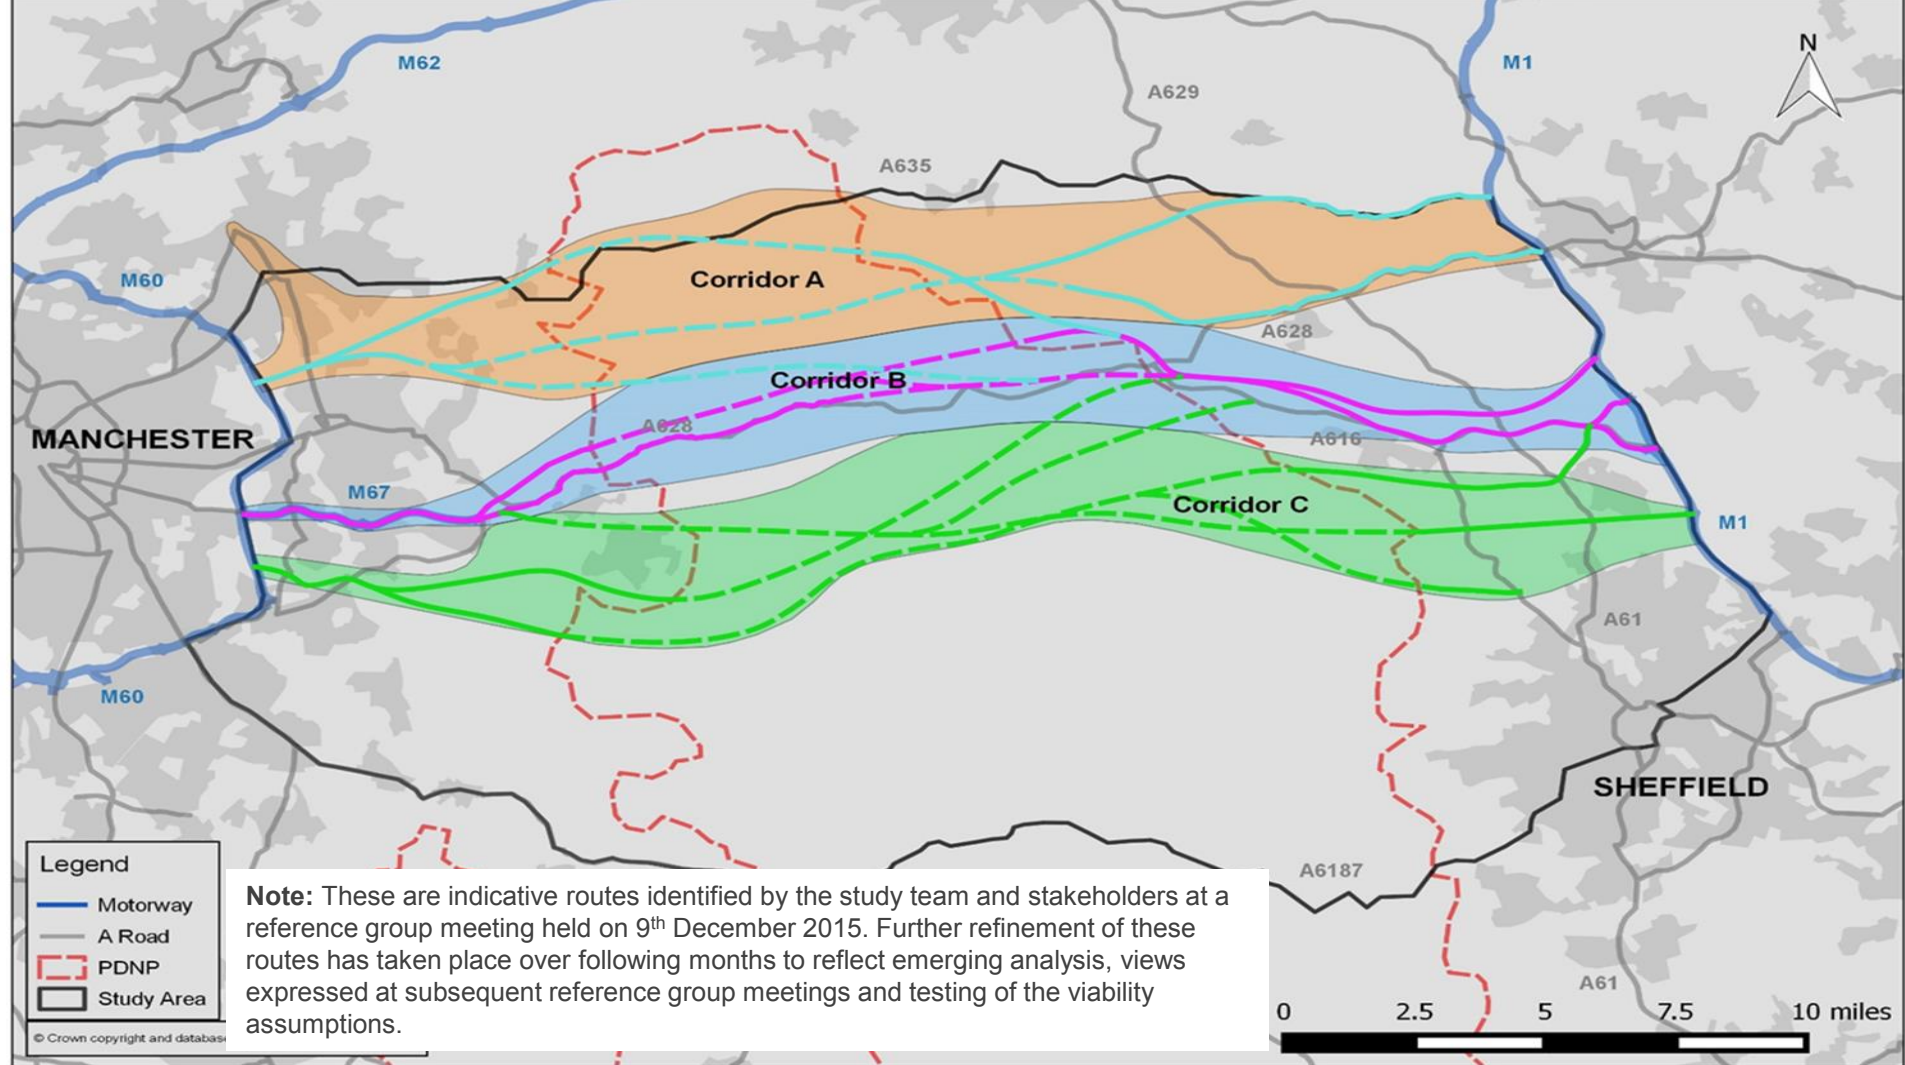 M62
M1
N
A629
A635
M60
Corridor A
A628
Corridor B
A628
MANCHESTER
A616
M67
Corridor C
M1
A61
M60
SHEFFIELD
A6187
Legend
Motorway
A Road
PDNP
Study Area
© Crown copyright and database
Note: These are indicative routes identified by the study team and stakeholders at a
reference group meeting held on 9th December 2015. Further refinement of these
routes has taken place over following months to reflect emerging analysis, views
expressed at subsequent reference group meetings and testing of the viability
assumptions.
A61
0 2.5 5 7.5 10 miles